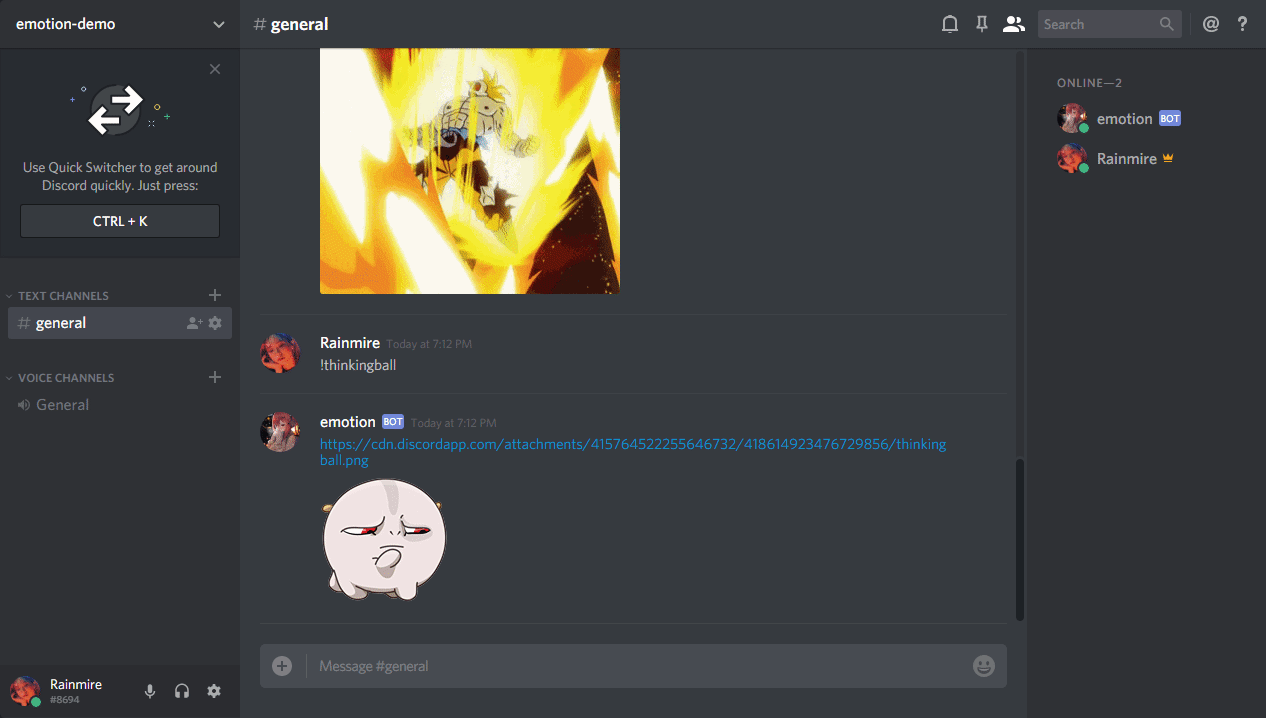 emotion-demo
# general
Search
@
?
Use Quick Switcher to get around
Discord quickly. Just press:
CTRL + K
TEXT CHANNELS
# general
VOICE CHANNELS
General
Rainmire
#8694
Rainmire Today at 7:12 PM
!thinkingball
emotion BOT Today at 7:12 PM
https://cdn.discordapp.com/attachments/415764522255646732/418614923476729856/thinking
ball.png
Message #general
ONLINE—2
emotion BOT
Rainmire